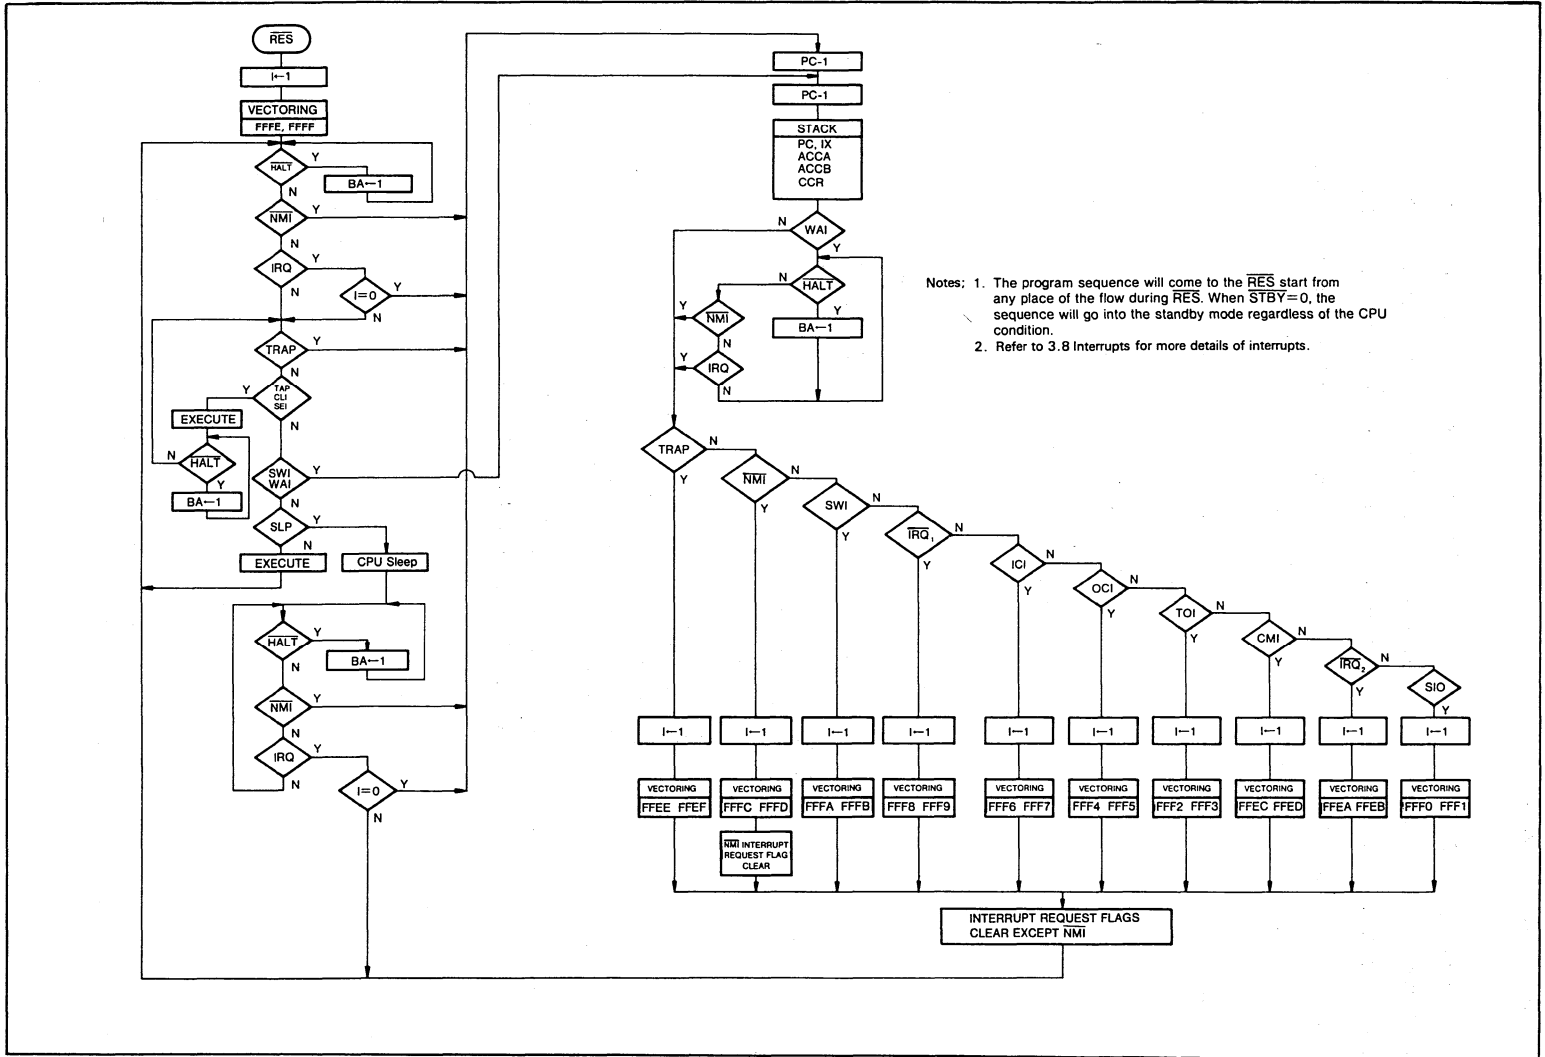 RES
I←1
VECTORING
FFFE, FFFF
HALT
Y
BA←1
N
NMI
Y
N
IRQ
Y
N
I=0
Y
N
TRAP
Y
N
TAP
CLI
SEI
Y
N
EXECUTE
HALT
N
Y
BA←1
SWI
WAI
Y
N
SLP
Y
N
EXECUTE
CPU Sleep
HALT
Y
BA←1
N
NMI
Y
N
IRQ
Y
N
I=0
Y
N
PC-1
PC-1
STACK
PC, IX
ACCA
ACCB
CCR
N
WAI
Y
N
HALT
Y
BA←1
Y
NMI
N
Y
IRQ
N
Notes; 1. The program sequence will come to the RES start from
any place of the flow during RES. When STBY=0, the
sequence will go into the standby mode regardless of the CPU
condition.
2. Refer to 3.8 Interrupts for more details of interrupts.
TRAP
N
Y
NMI
N
Y
SWI
N
Y
IRQ1
N
Y
ICI
N
Y
OCI
N
Y
TOI
N
Y
CMI
N
Y
IRQ2
N
Y
SIO
Y
I←1
I←1
I←1
I←1
I←1
I←1
I←1
I←1
I←1
I←1
VECTORING
FFEE FFEF
VECTORING
FFFC FFFD
VECTORING
FFFA FFFB
VECTORING
FFF8 FFF9
VECTORING
FFF6 FFF7
VECTORING
FFF4 FFF5
VECTORING
FFF2 FFF3
VECTORING
FFEC FFED
VECTORING
FFEA FFEB
VECTORING
FFF0 FFF1
NMI INTERRUPT
REQUEST FLAG
CLEAR
INTERRUPT REQUEST FLAGS
CLEAR EXCEPT NMI